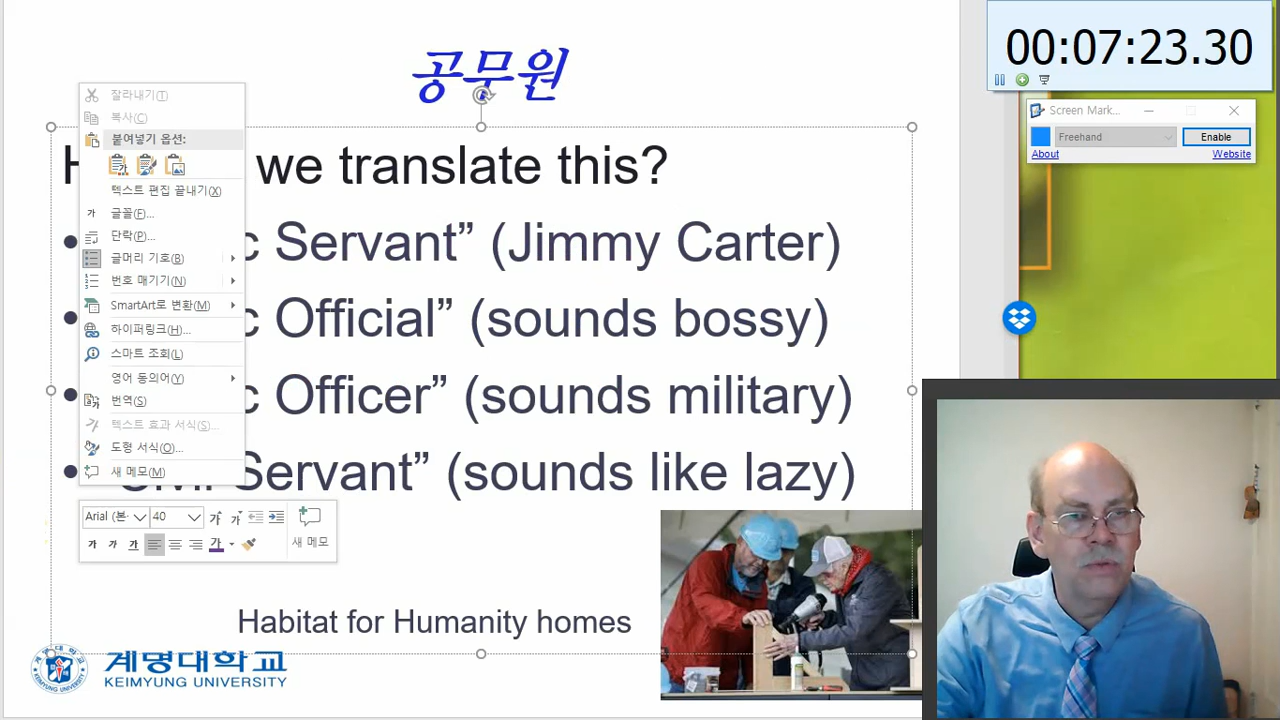 00:07:23.30
공무원
잘라내기(T)
복사(C)
붙여넣기 옵션:
텍스트 편집 끝내기(X)
글꼴(F)...
단락(P)...
글머리 기호(B)
번호 매기기(N)
SmartArt로 변환(M)
하이퍼링크(H)...
스마트 조회(L)
영어 동의어(Y)
번역(S)
텍스트 효과 서식(S)...
도형 서식(O)...
새 메모(M)
H we translate this?
• c Servant” (Jimmy Carter)
• c Official” (sounds bossy)
• c Officer” (sounds military)
• “Civil Servant” (sounds like lazy)
Arial (본 40
가 가 가 가
새 메모
Habitat for Humanity homes
계명대학교
KEIMYUNG UNIVERSITY
Screen Mark...
Freehand
Enable
About
Website